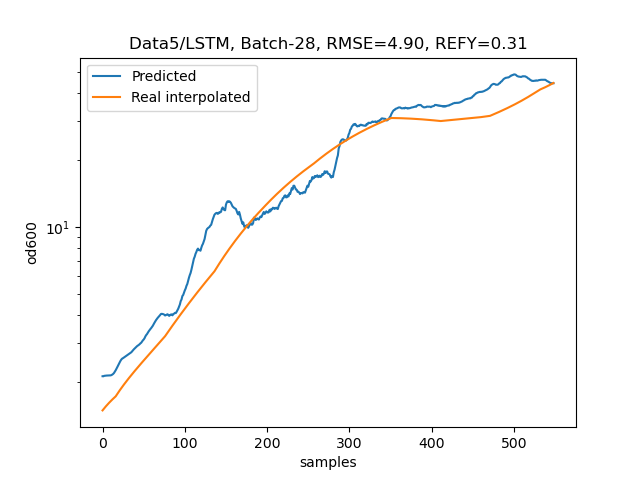 Data5/LSTM, Batch-28, RMSE=4.90, REFY=0.31
Predicted
Real interpolated
od600
10¹
0 100 200 300 400 500
samples